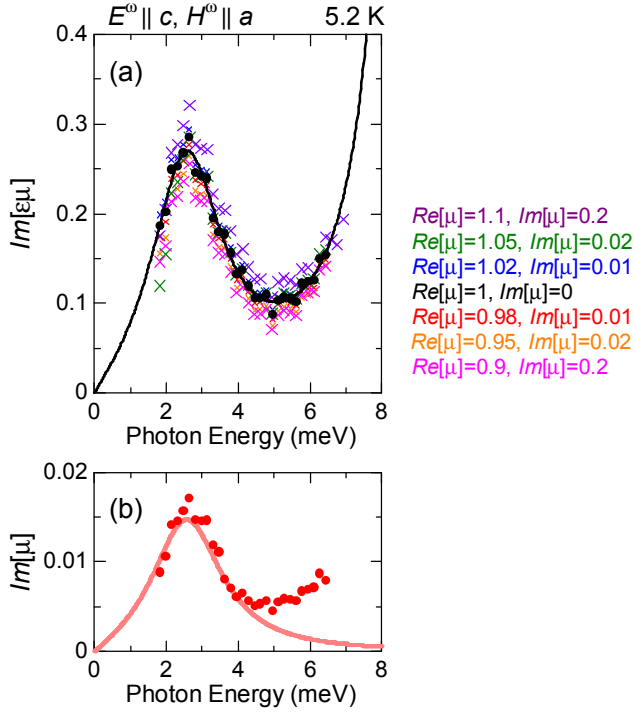 E^ω || c, H^ω || a 5.2 K
(a)
0.4
0.3
0.2
0.1
0
Im[εμ]
0 2 4 6 8
Photon Energy (meV)
Re[μ]=1.1, Im[μ]=0.2
Re[μ]=1.05, Im[μ]=0.02
Re[μ]=1.02, Im[μ]=0.01
Re[μ]=1, Im[μ]=0
Re[μ]=0.98, Im[μ]=0.01
Re[μ]=0.95, Im[μ]=0.02
Re[μ]=0.9, Im[μ]=0.2
(b)
0.02
0.01
0
Im[μ]
0 2 4 6 8
Photon Energy (meV)